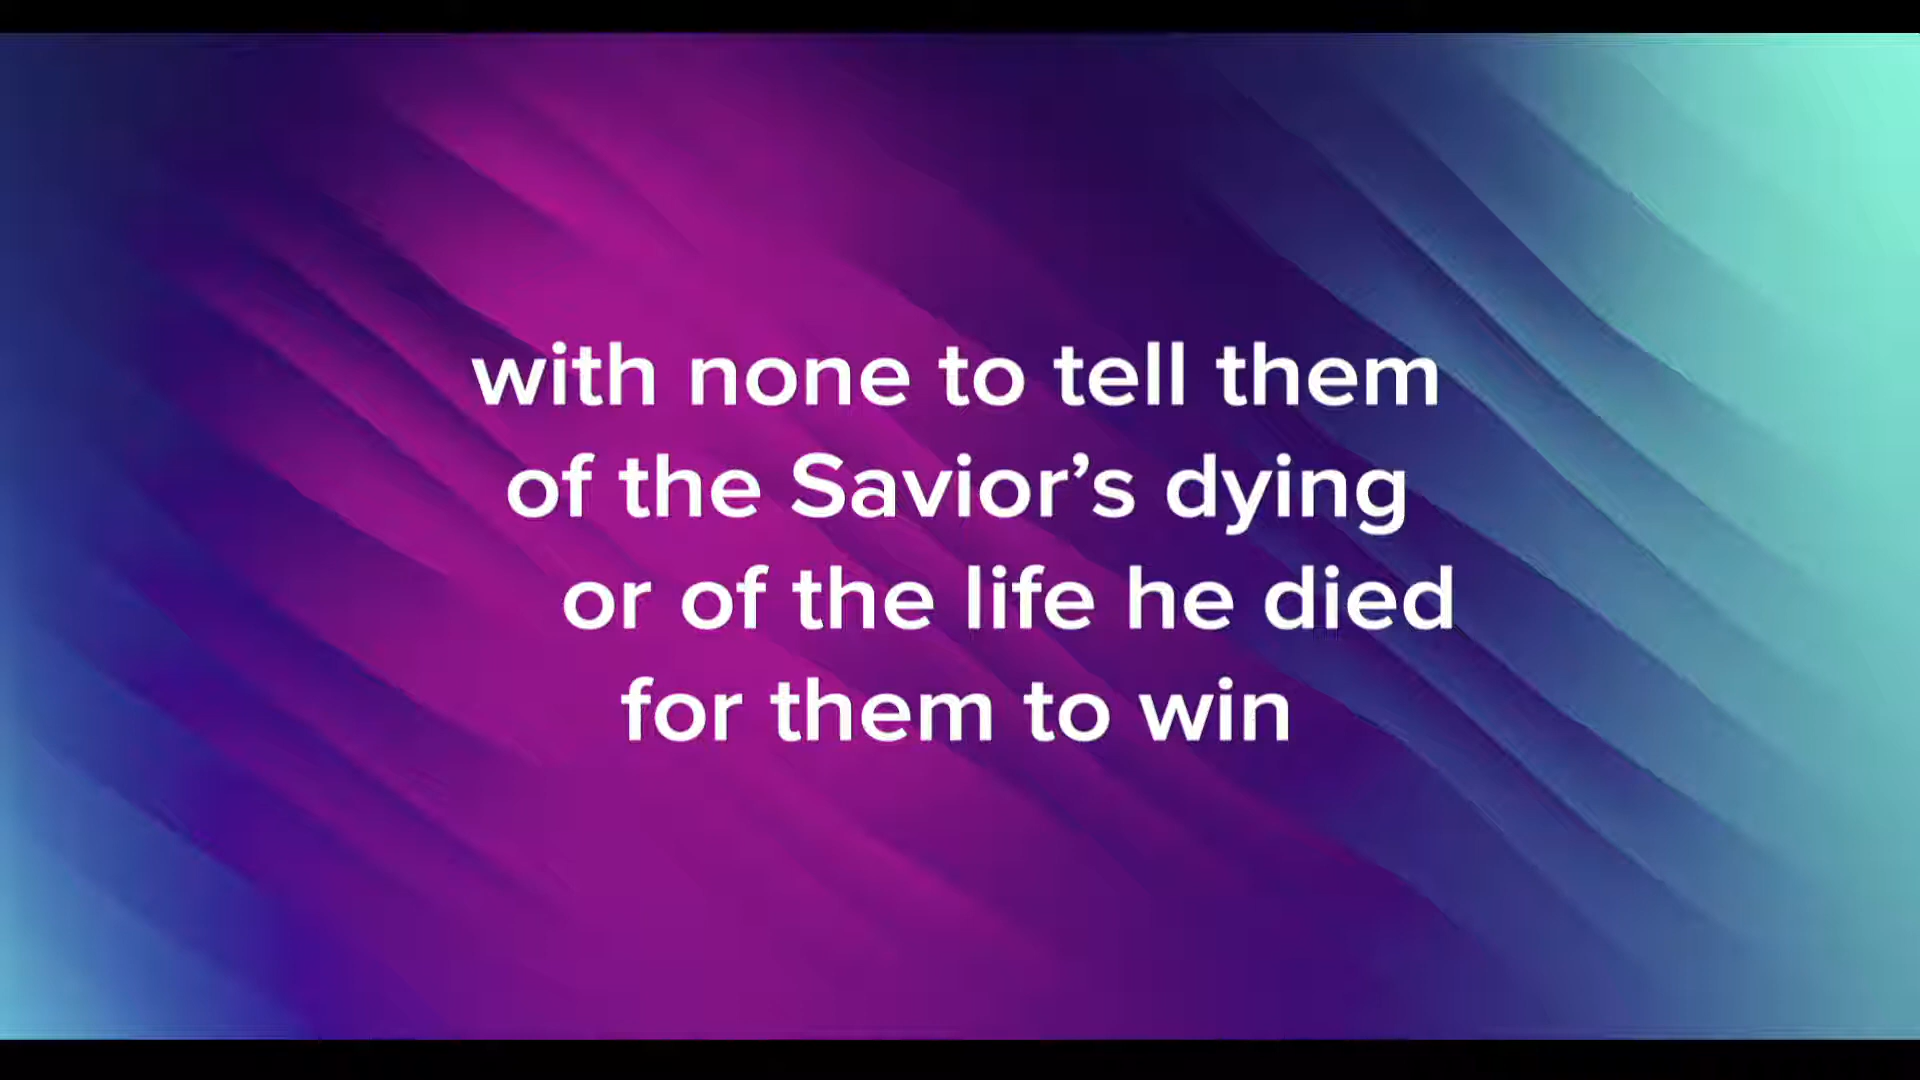 with none to tell them
of the Savior’s dying
or of the life he died
for them to win